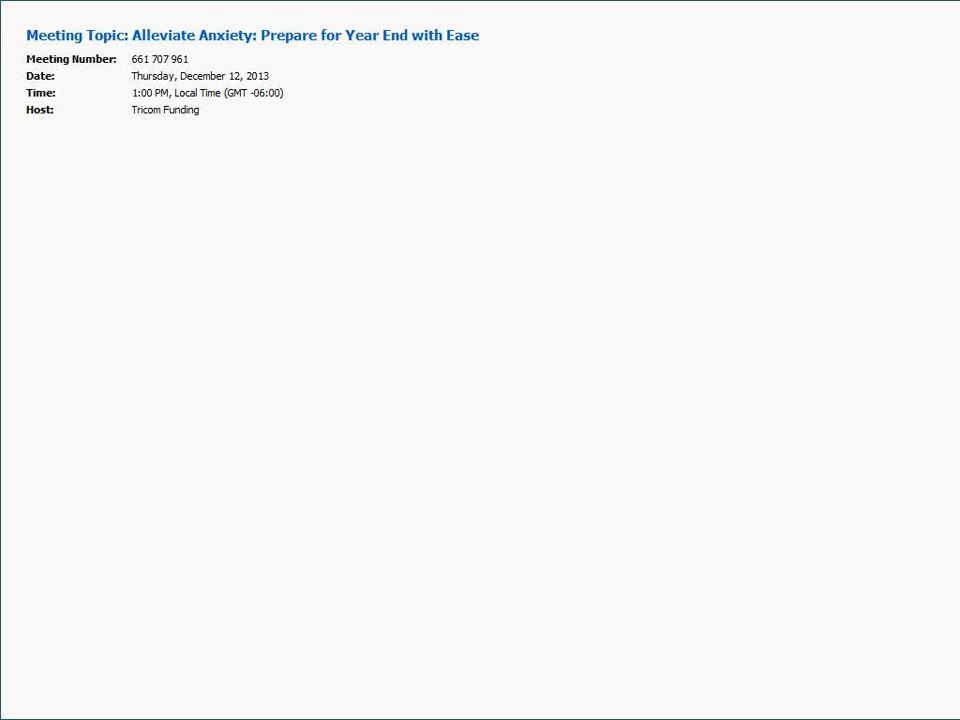 Meeting Topic: Alleviate Anxiety: Prepare for Year End with Ease
Meeting Number: 661 707 961
Date: Thursday, December 12, 2013
Time: 1:00 PM, Local Time (GMT -06:00)
Host: Tricom Funding